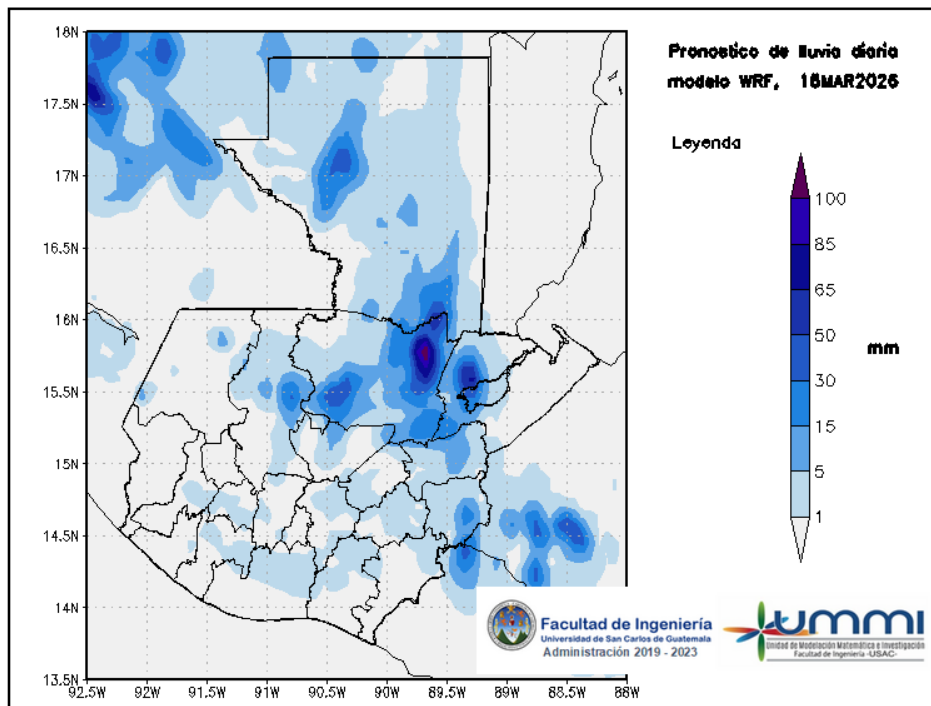 18N
17.5N
17N
16.5N
16N
15.5N
15N
14.5N
14N
13.5N
92.5W 92W 91.5W 91W 90.5W 90W 89.5W 89W 88.5W 88W
Pronostico de lluvia diaria
modelo WRF,
Leyenda
100
85
65
50
30
15
5
1
mm
Facultad de Ingeniería
Universidad de San Carlos de Guatemala
Administración 2019 - 2023
ummi
Unidad de Modelación Matemática e Investigación
Facultad de Ingeniería -USAC-